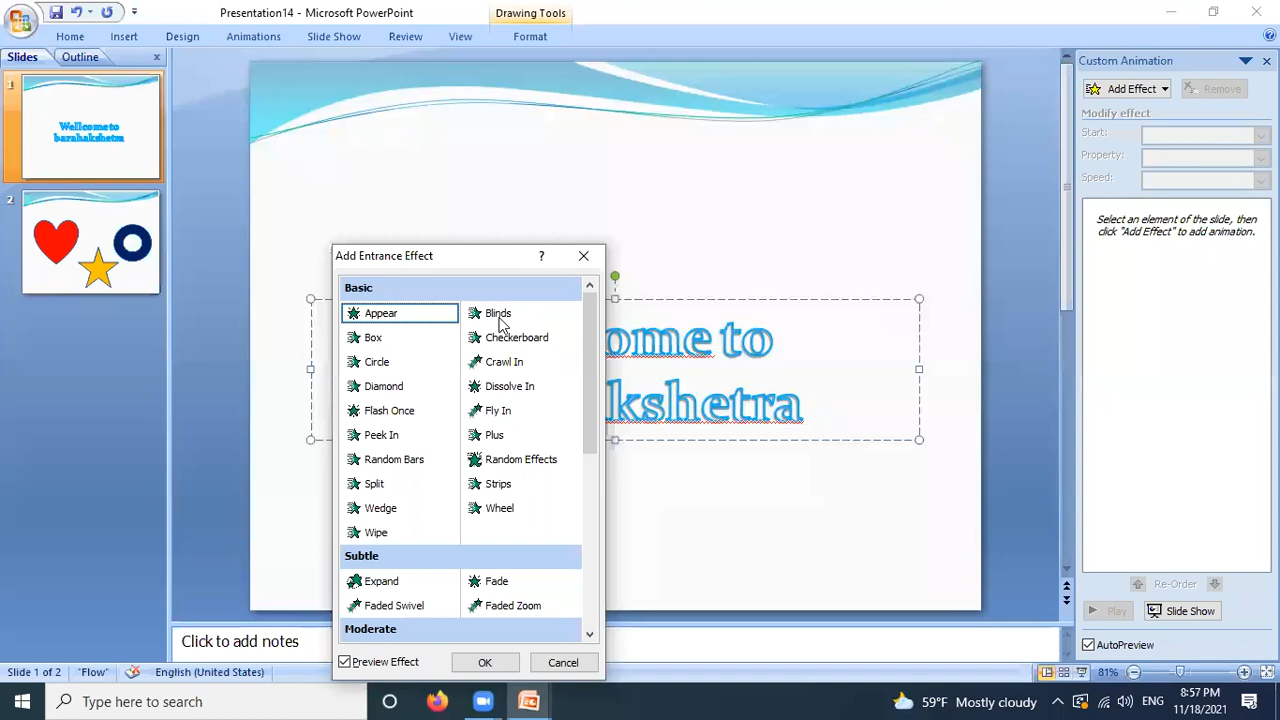 Presentation14 - Microsoft PowerPoint
Drawing Tools
Home
Insert
Design
Animations
Slide Show
Review
View
Format
Slides
Outline
1
Wellcome to
barahakshetra
2
Custom Animation
Add Effect
Remove
Modify effect
Start:
Property:
Speed:
Select an element of the slide, then
click "Add Effect" to add animation.
Re-Order
Play
Slide Show
AutoPreview
Add Entrance Effect
?
Basic
Appear
Blinds
Box
Checkerboard
Circle
Crawl In
Diamond
Dissolve In
Flash Once
Fly In
Peek In
Plus
Random Bars
Random Effects
Split
Strips
Wedge
Wheel
Wipe
Subtle
Expand
Fade
Faded Swivel
Faded Zoom
Moderate
Preview Effect
OK
Cancel
ome to
kshetra
Click to add notes
Slide 1 of 2
"Flow"
English (United States)
81%
Type here to search
59°F Mostly cloudy
ENG
8:57 PM
11/18/2021